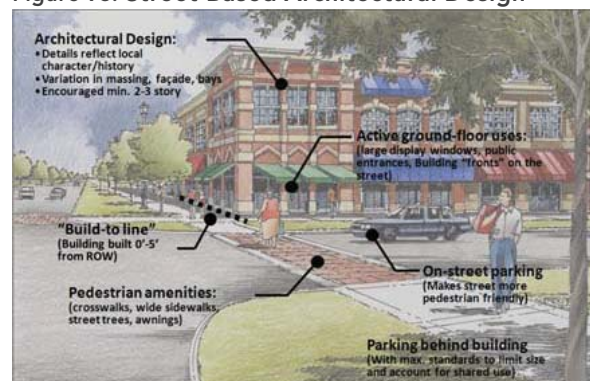 Architectural Design:
•Details reflect local
character/history
•Variation in massing, façade, bays
•Encouraged min. 2-3 story
Active ground-floor uses:
(large display windows, public
entrances, Building "fronts" on the
street)
"Build-to line"
(Building built 0'-5'
from ROW)
On-street parking
(Makes street more
pedestrian friendly)
Pedestrian amenities:
(crosswalks, wide sidewalks,
street trees, awnings)
Parking behind building
(With max. standards to limit size
and account for shared use)